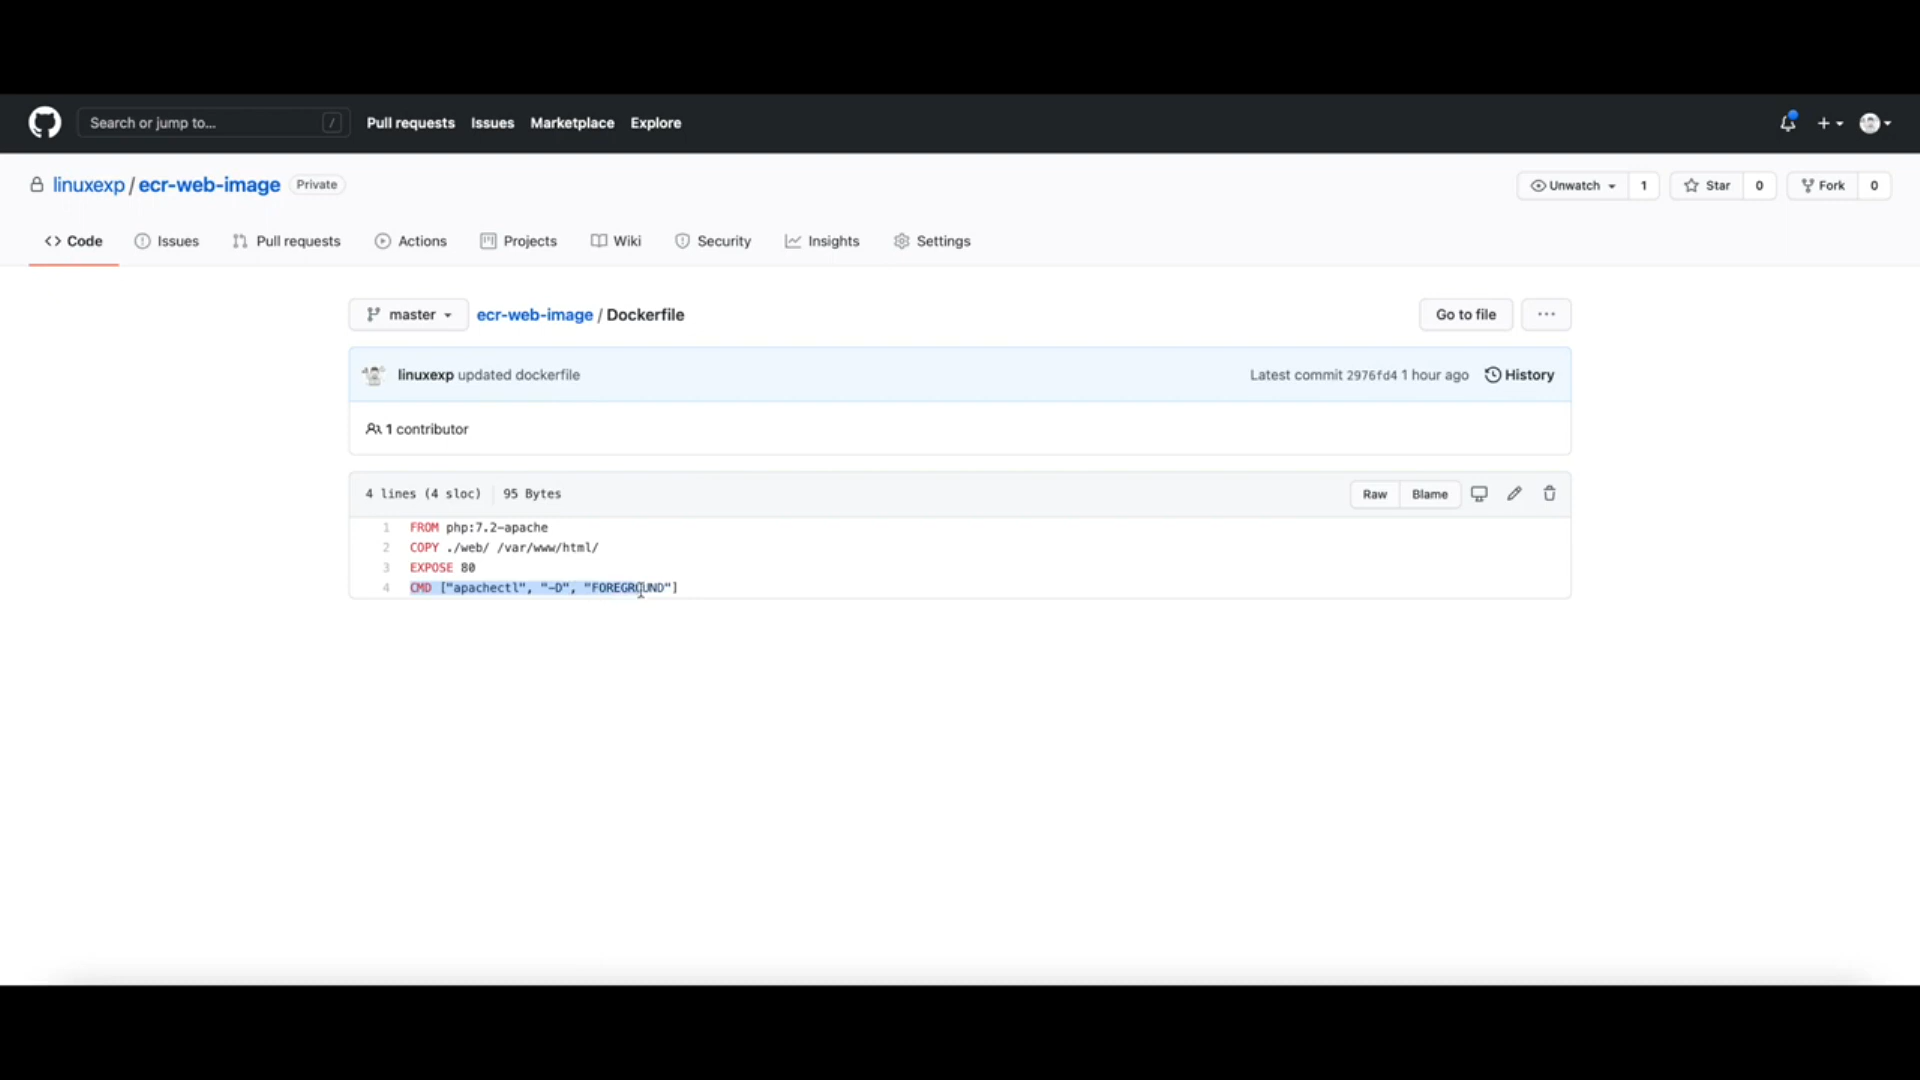 Search or jump to... / Pull requests Issues Marketplace Explore
linuxexp / ecr-web-image Private Unwatch 1 Star 0 Fork 0
Code Issues Pull requests Actions Projects Wiki Security Insights Settings
master ecr-web-image / Dockerfile Go to file ...
linuxexp updated dockerfile Latest commit 2976fd4 1 hour ago History
1 contributor
4 lines (4 sloc) 95 Bytes Raw Blame
1 FROM php:7.2-apache
2 COPY ./web/ /var/www/html/
3 EXPOSE 80
4 CMD ["apachectl", "-D", "FOREGROUND"]